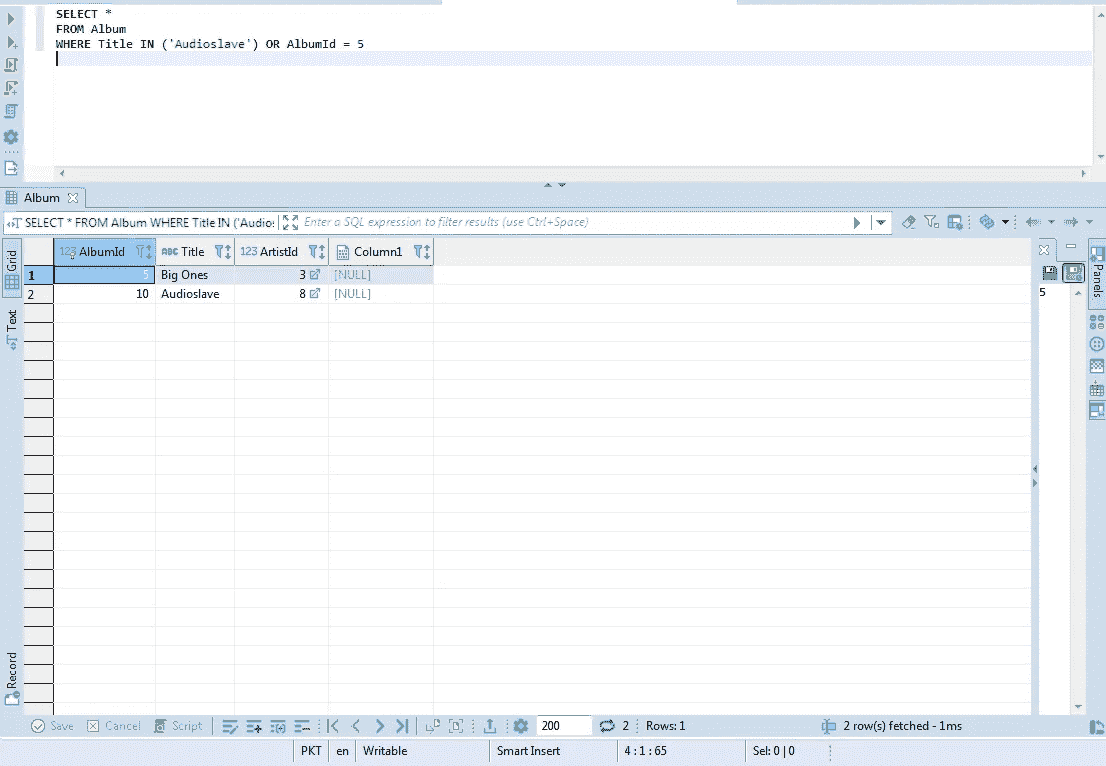 SELECT *
FROM Album
WHERE Title IN ('Audioslave') OR AlbumId = 5
Album
SELECT * FROM Album WHERE Title IN ('Audio:
Enter a SQL expression to filter results (use Ctrl+Space)
Grid
Text
Record
123 AlbumId ABC Title 123 ArtistId Column1
1 5 Big Ones 3 [NULL]
2 10 Audioslave 8 [NULL]
5
Panels
Save Cancel Script 200 2 Rows: 1 2 row(s) fetched - 1ms
PKT en Writable Smart Insert 4 : 1 : 65 Sel: 0 | 0